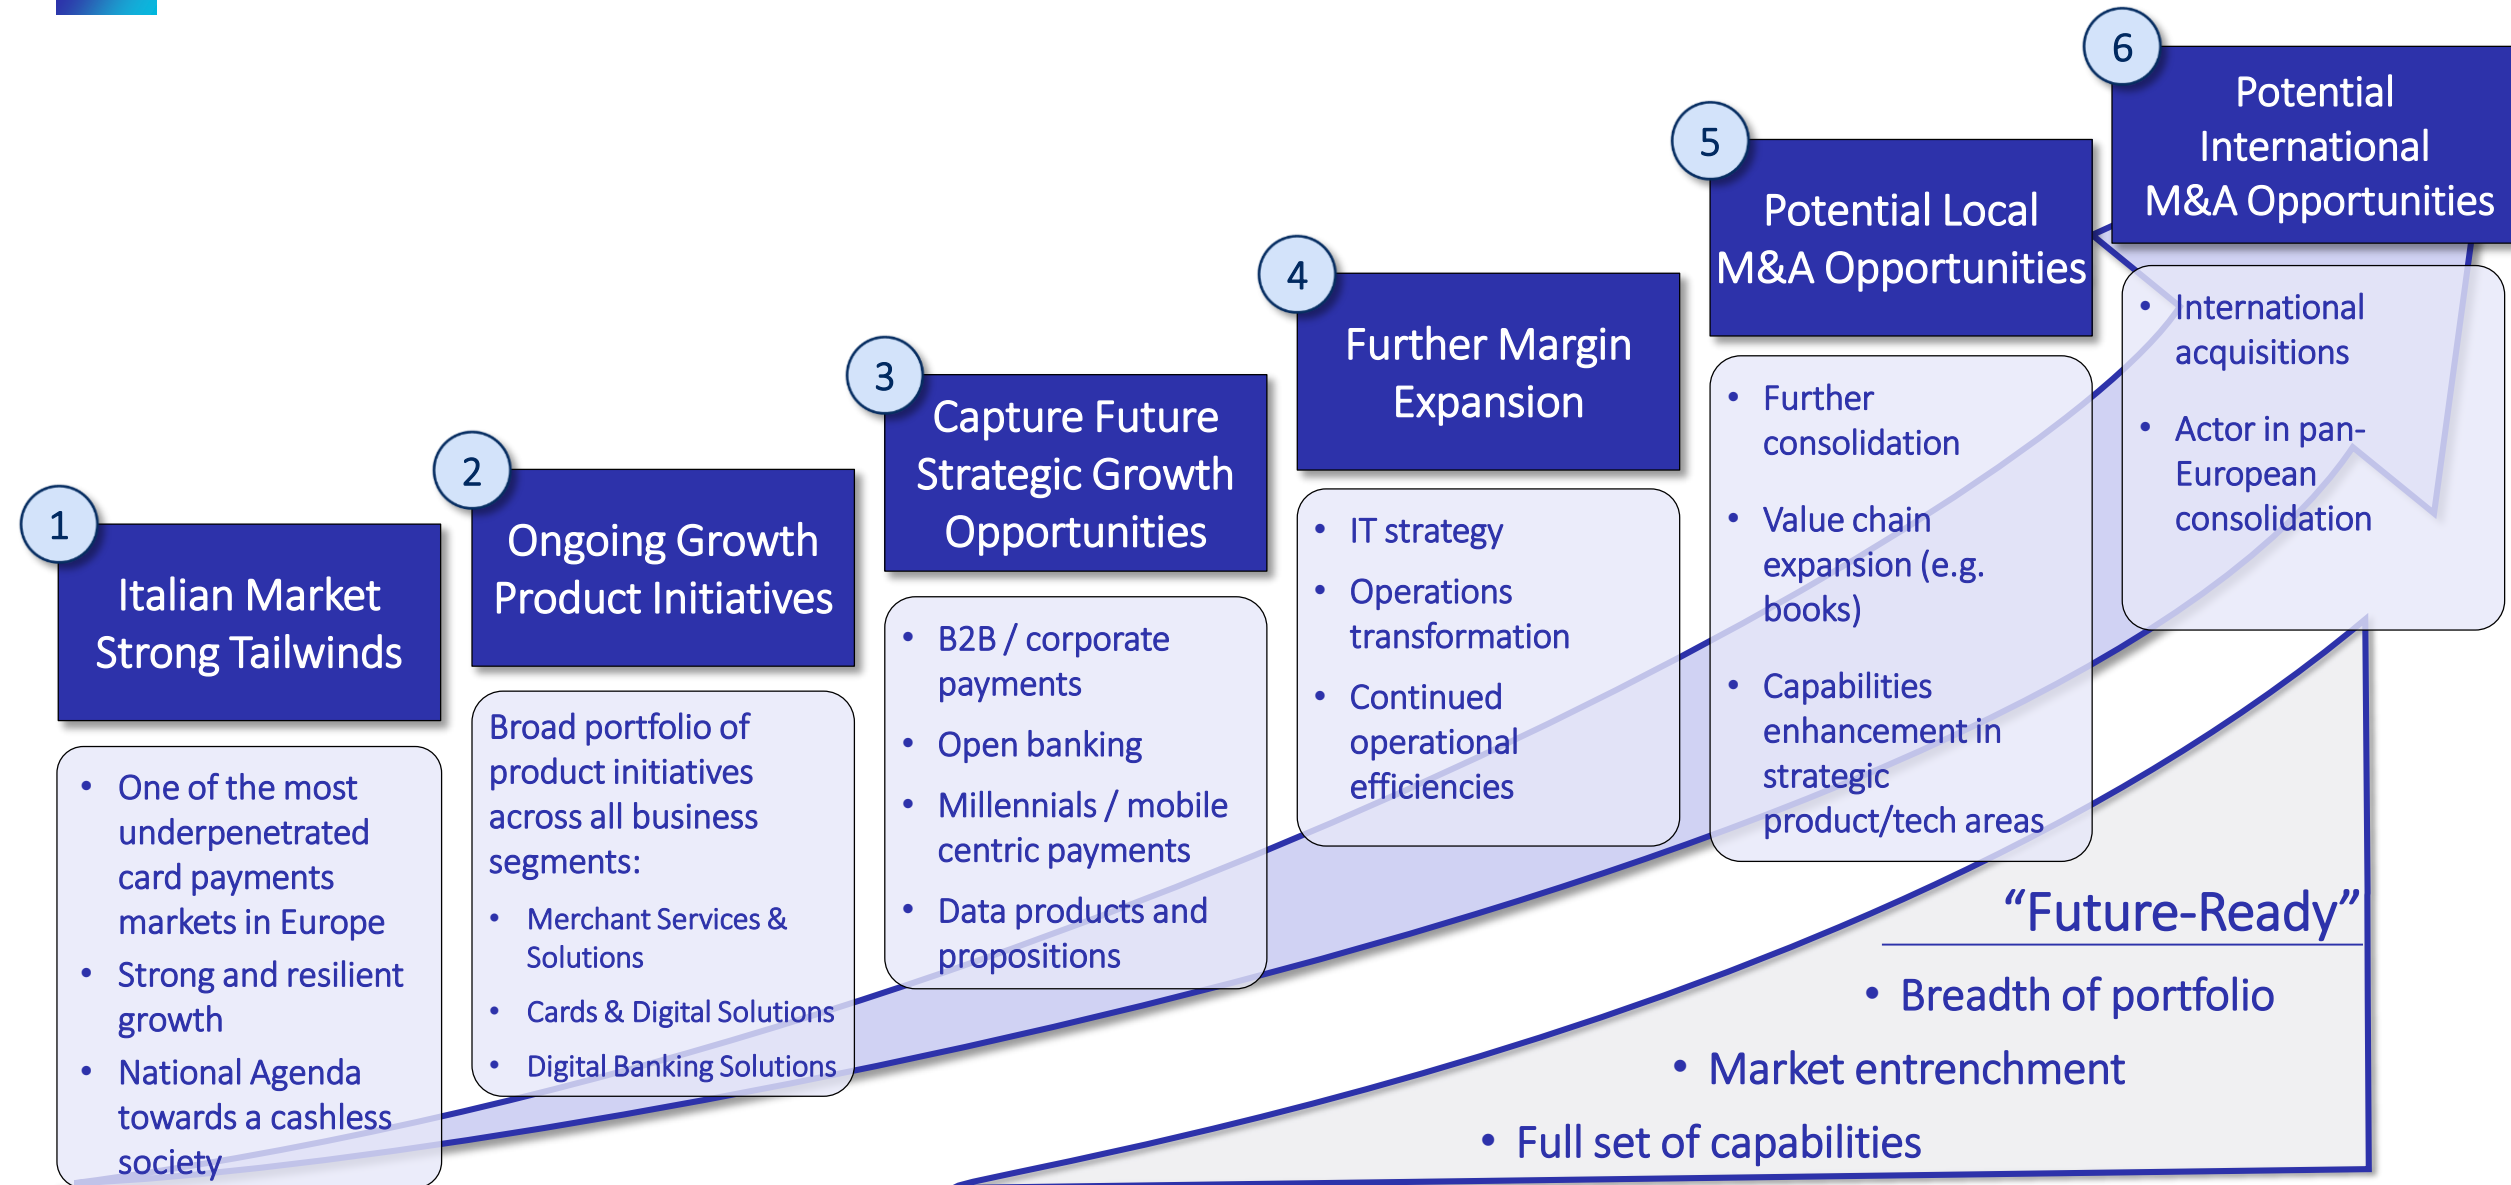 1
Italian Market
Strong Tailwinds
• One of the most
underpenetrated
card payments
markets in Europe
• Strong and resilient
growth
• National Agenda
towards a cashless
society
2
Ongoing Growth
Product Initiatives
Broad portfolio of
product initiatives
across all business
segments:
• Merchant Services &
Solutions
• Cards & Digital Solutions
• Digital Banking Solutions
3
Capture Future
Strategic Growth
Opportunities
• B2B / corporate
payments
• Open banking
• Millennials / mobile
centric payments
• Data products and
propositions
4
Further Margin
Expansion
• IT strategy
• Operations
transformation
• Continued
operational
efficiencies
5
Potential Local
M&A Opportunities
• Further
consolidation
• Value chain
expansion (e.g.
books)
• Capabilities
enhancement in
strategic
product/tech areas
6
Potential
International
M&A Opportunities
• International
acquisitions
• Actor in pan-
European
consolidation
“Future-Ready”
• Breadth of portfolio
• Market entrenchment
• Full set of capabilities